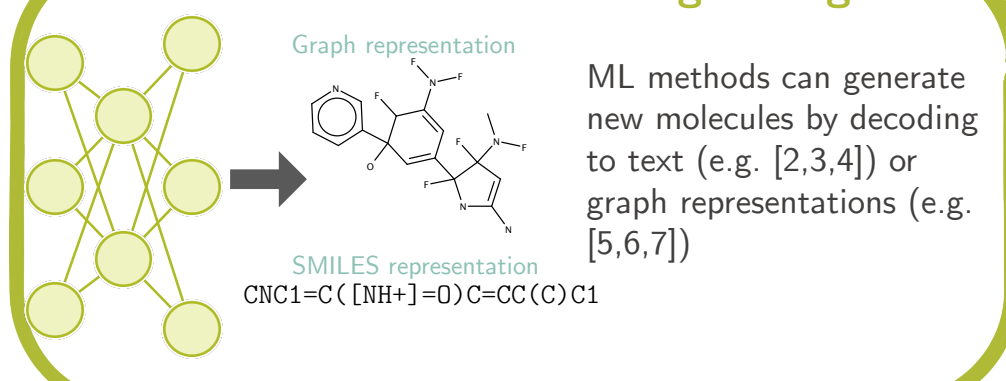 Graph representation
F
N
F
N
F
F
N
F
O
F
N
N
SMILES representation
CNC1=C([NH+]=O)C=CC(C)C1
ML methods can generate
new molecules by decoding
to text (e.g. [2,3,4]) or
graph representations (e.g.
[5,6,7])